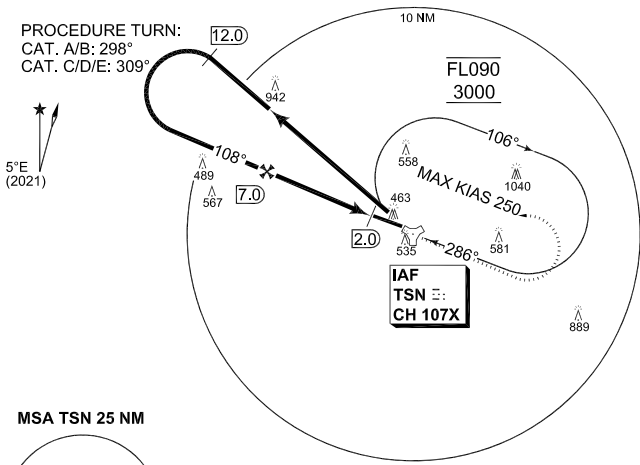 PROCEDURE TURN:
CAT. A/B: 298°
CAT. C/D/E: 309°
12.0
10 NM
FL090
3000
942
5°E
(2021)
108°
489
567
7.0
558
106°
1040
MAX KIAS 250
463
2.0
535
286°
581
IAF
TSN
CH 107X
889
MSA TSN 25 NM